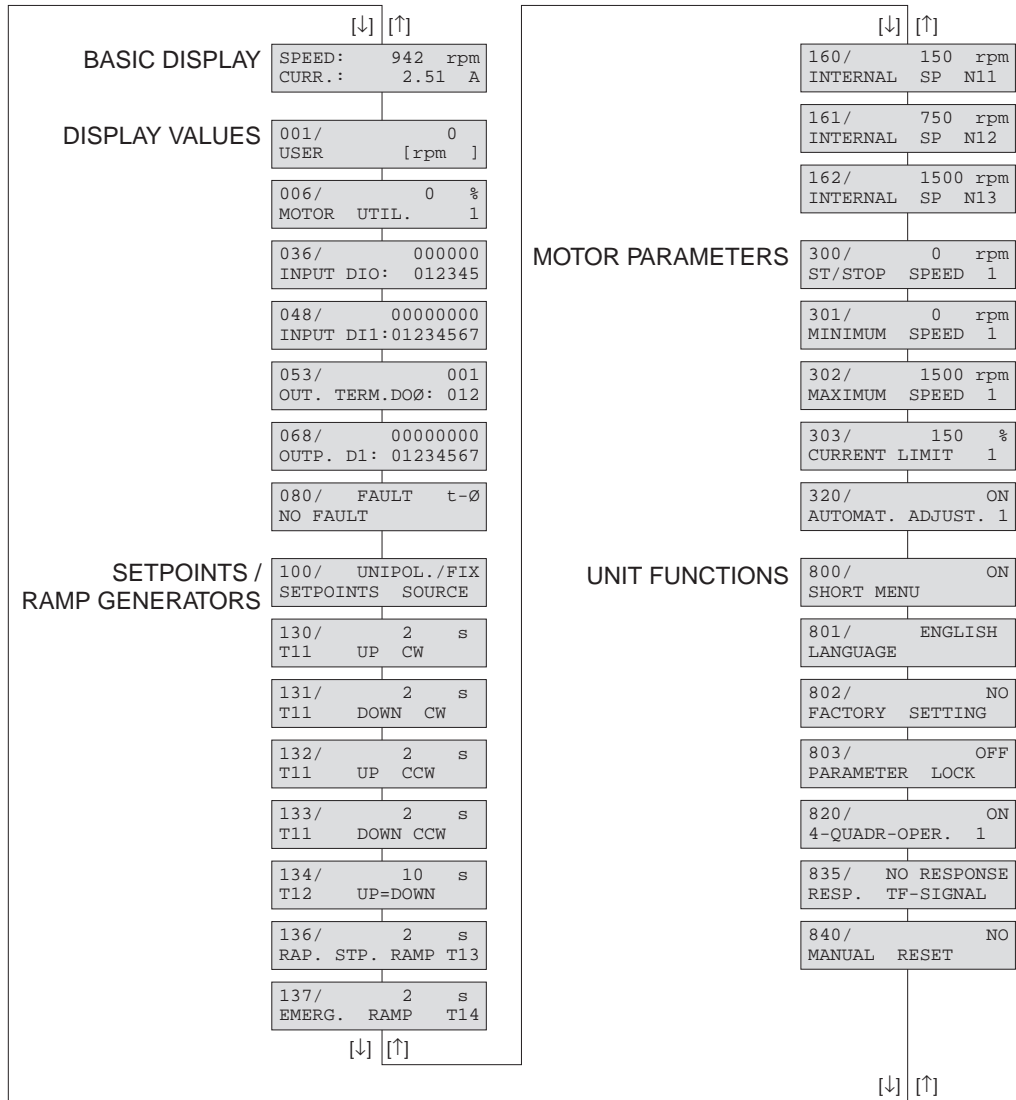 [↓] [↑]
BASIC DISPLAY
SPEED: 942 rpm
CURR.: 2.51 A
DISPLAY VALUES
001/ 0
USER [rpm ]
006/ 0 %
MOTOR UTIL. 1
036/ 000000
INPUT DIO: 012345
048/ 00000000
INPUT DI1:01234567
053/ 001
OUT. TERM.DOØ: 012
068/ 00000000
OUTP. D1: 01234567
080/ FAULT t-Ø
NO FAULT
SETPOINTS /
RAMP GENERATORS
100/ UNIPOL./FIX
SETPOINTS SOURCE
130/ 2 s
T11 UP CW
131/ 2 s
T11 DOWN CW
132/ 2 s
T11 UP CCW
133/ 2 s
T11 DOWN CCW
134/ 10 s
T12 UP=DOWN
136/ 2 s
RAP. STP. RAMP T13
137/ 2 s
EMERG. RAMP T14
[↓] [↑]
[↓] [↑]
160/ 150 rpm
INTERNAL SP N11
161/ 750 rpm
INTERNAL SP N12
162/ 1500 rpm
INTERNAL SP N13
MOTOR PARAMETERS
300/ 0 rpm
ST/STOP SPEED 1
301/ 0 rpm
MINIMUM SPEED 1
302/ 1500 rpm
MAXIMUM SPEED 1
303/ 150 %
CURRENT LIMIT 1
320/ ON
AUTOMAT. ADJUST. 1
UNIT FUNCTIONS
800/ ON
SHORT MENU
801/ ENGLISH
LANGUAGE
802/ NO
FACTORY SETTING
803/ OFF
PARAMETER LOCK
820/ ON
4-QUADR-OPER. 1
835/ NO RESPONSE
RESP. TF-SIGNAL
840/ NO
MANUAL RESET
[↓] [↑]